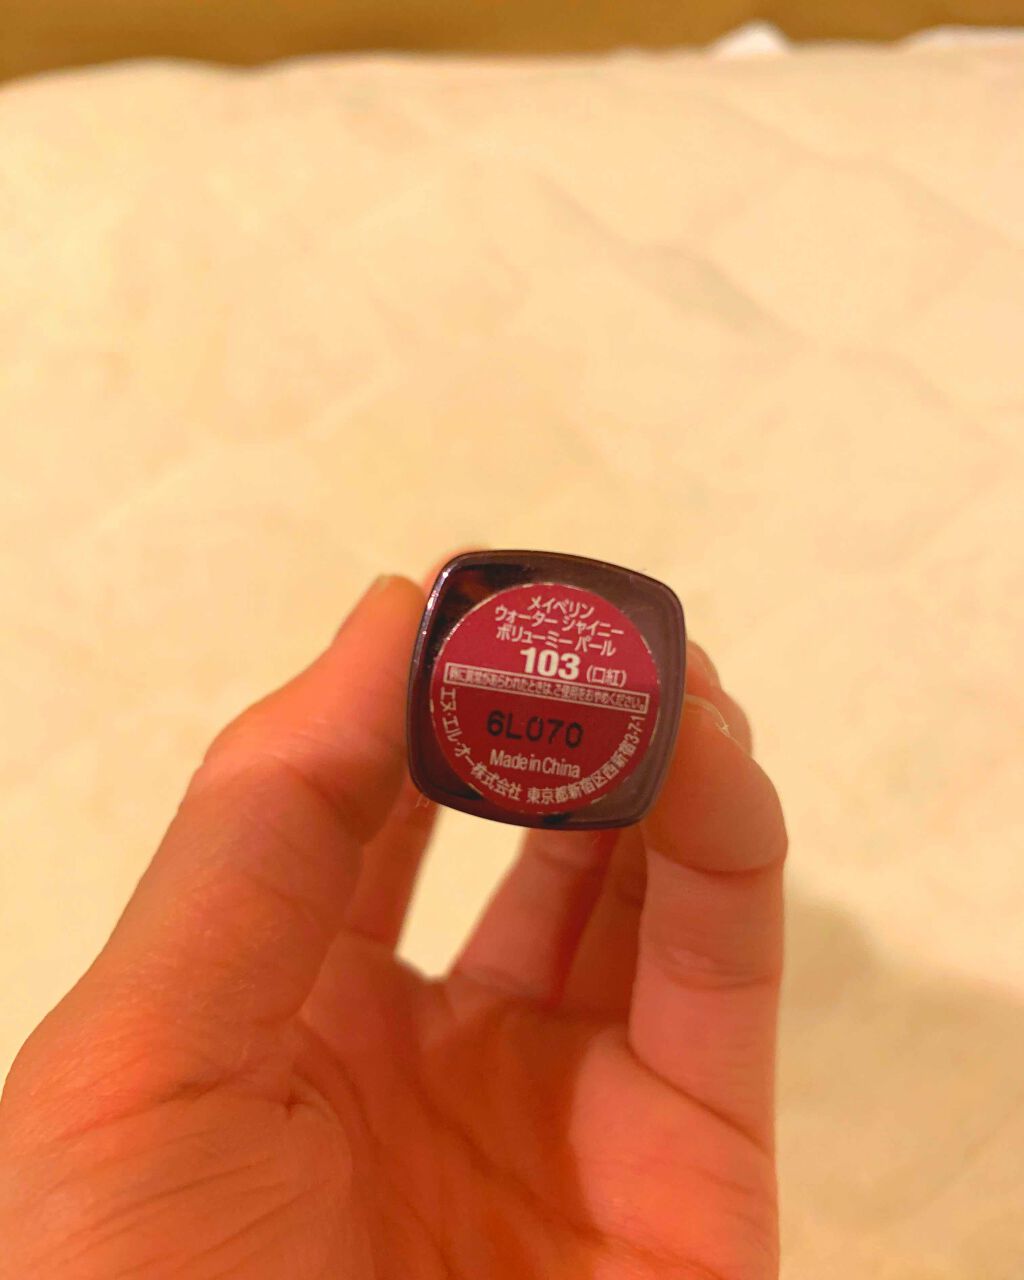 メイベリン
ウォーター シャイニー
ボリューミー パール
103 (口紅)
唇に異常があらわれたときは、ご使用をおやめください。
6L070
Made in China
エヌ・エル・オー株式会社 東京都新宿区西新宿3-7-1